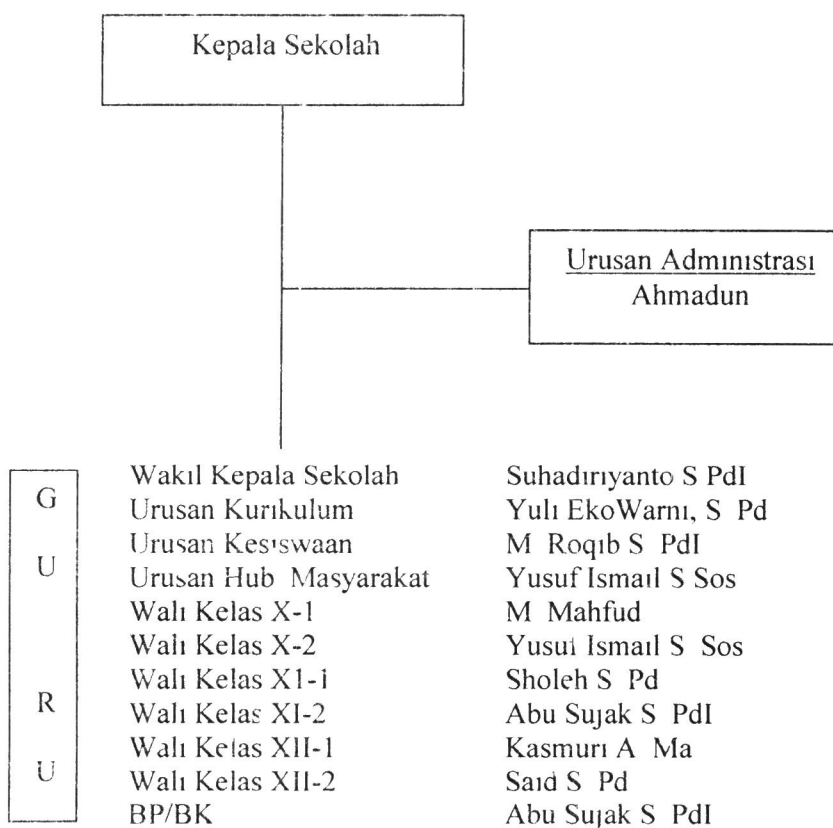 Kepala Sekolah
Urusan Administrasi
Ahmadun
G
U
R
U
Wakil Kepala Sekolah Suhadiriyanto S PdI
Urusan Kurikulum Yuli EkoWarni, S Pd
Urusan Kesiswaan M Roqib S PdI
Urusan Hub Masyarakat Yusuf Ismail S Sos
Wali Kelas X-1 M Mahfud
Wali Kelas X-2 Yusuf Ismail S Sos
Wali Kelas X1-1 Sholeh S Pd
Wali Kelas XI-2 Abu Sujak S PdI
Wali Kelas XII-1 Kasmuri A Ma
Wali Kelas XII-2 Said S Pd
BP/BK Abu Sujak S PdI